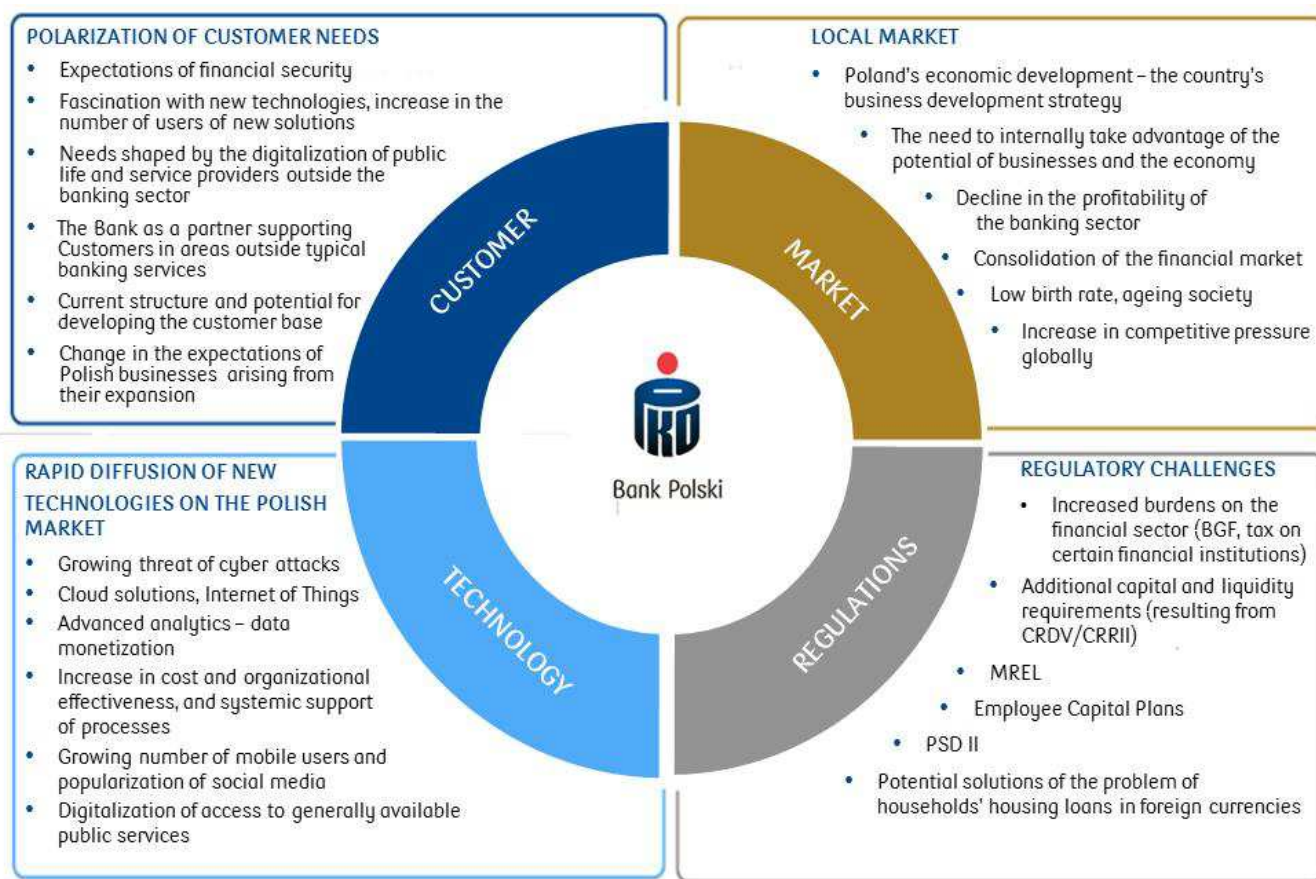 POLARIZATION OF CUSTOMER NEEDS
• Expectations of financial security
• Fascination with new technologies, increase in the
number of users of new solutions
• Needs shaped by the digitalization of public
life and service providers outside the
banking sector
• The Bank as a partner supporting
Customers in areas outside typical
banking services
• Current structure and potential for
developing the customer base
• Change in the expectations of
Polish businesses arising from
their expansion
LOCAL MARKET
• Poland's economic development – the country's
business development strategy
• The need to internally take advantage of the
potential of businesses and the economy
• Decline in the profitability of
the banking sector
• Consolidation of the financial market
• Low birth rate, ageing society
• Increase in competitive pressure
globally
CUSTOMER
MARKET
PKO
Bank Polski
TECHNOLOGY
REGULATIONS
RAPID DIFFUSION OF NEW
TECHNOLOGIES ON THE POLISH
MARKET
• Growing threat of cyber attacks
• Cloud solutions, Internet of Things
• Advanced analytics – data
monetization
• Increase in cost and organizational
effectiveness, and systemic support
of processes
• Growing number of mobile users and
popularization of social media
• Digitalization of access to generally available
public services
REGULATORY CHALLENGES
• Increased burdens on the
financial sector (BGF, tax on
certain financial institutions)
• Additional capital and liquidity
requirements (resulting from
CRDV/CRRII)
• MREL
• Employee Capital Plans
• PSD II
• Potential solutions of the problem of
households' housing loans in foreign currencies